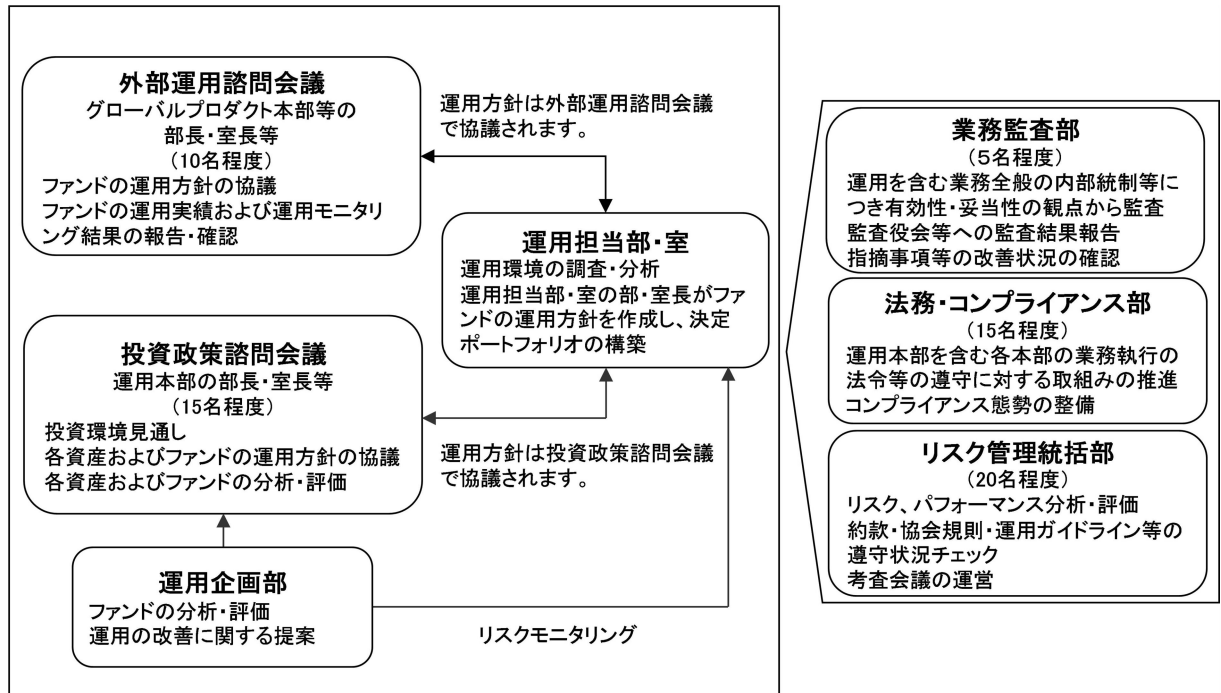 外部運用諮問会議
グローバルプロダクト本部等の
部長・室長等
(10名程度)
ファンドの運用方針の協議
ファンドの運用実績および運用モニタリ
ング結果の報告・確認
運用方針は外部運用諮問会議
で協議されます。
運用担当部・室
運用環境の調査・分析
運用担当部・室の部・室長がファ
ンドの運用方針を作成し、決定
ポートフォリオの構築
投資政策諮問会議
運用本部の部長・室長等
(15名程度)
投資環境見通し
各資産およびファンドの運用方針の協議
各資産およびファンドの分析・評価
運用方針は投資政策諮問会議
で協議されます。
運用企画部
ファンドの分析・評価
運用の改善に関する提案
リスクモニタリング
業務監査部
(5名程度)
運用を含む業務全般の内部統制等に
つき有効性・妥当性の観点から監査
監査役会等への監査結果報告
指摘事項等の改善状況の確認
法務・コンプライアンス部
(15名程度)
運用本部を含む各本部の業務執行の
法令等の遵守に対する取組みの推進
コンプライアンス態勢の整備
リスク管理統括部
(20名程度)
リスク、パフォーマンス分析・評価
約款・協会規則・運用ガイドライン等の
遵守状況チェック
考査会議の運営